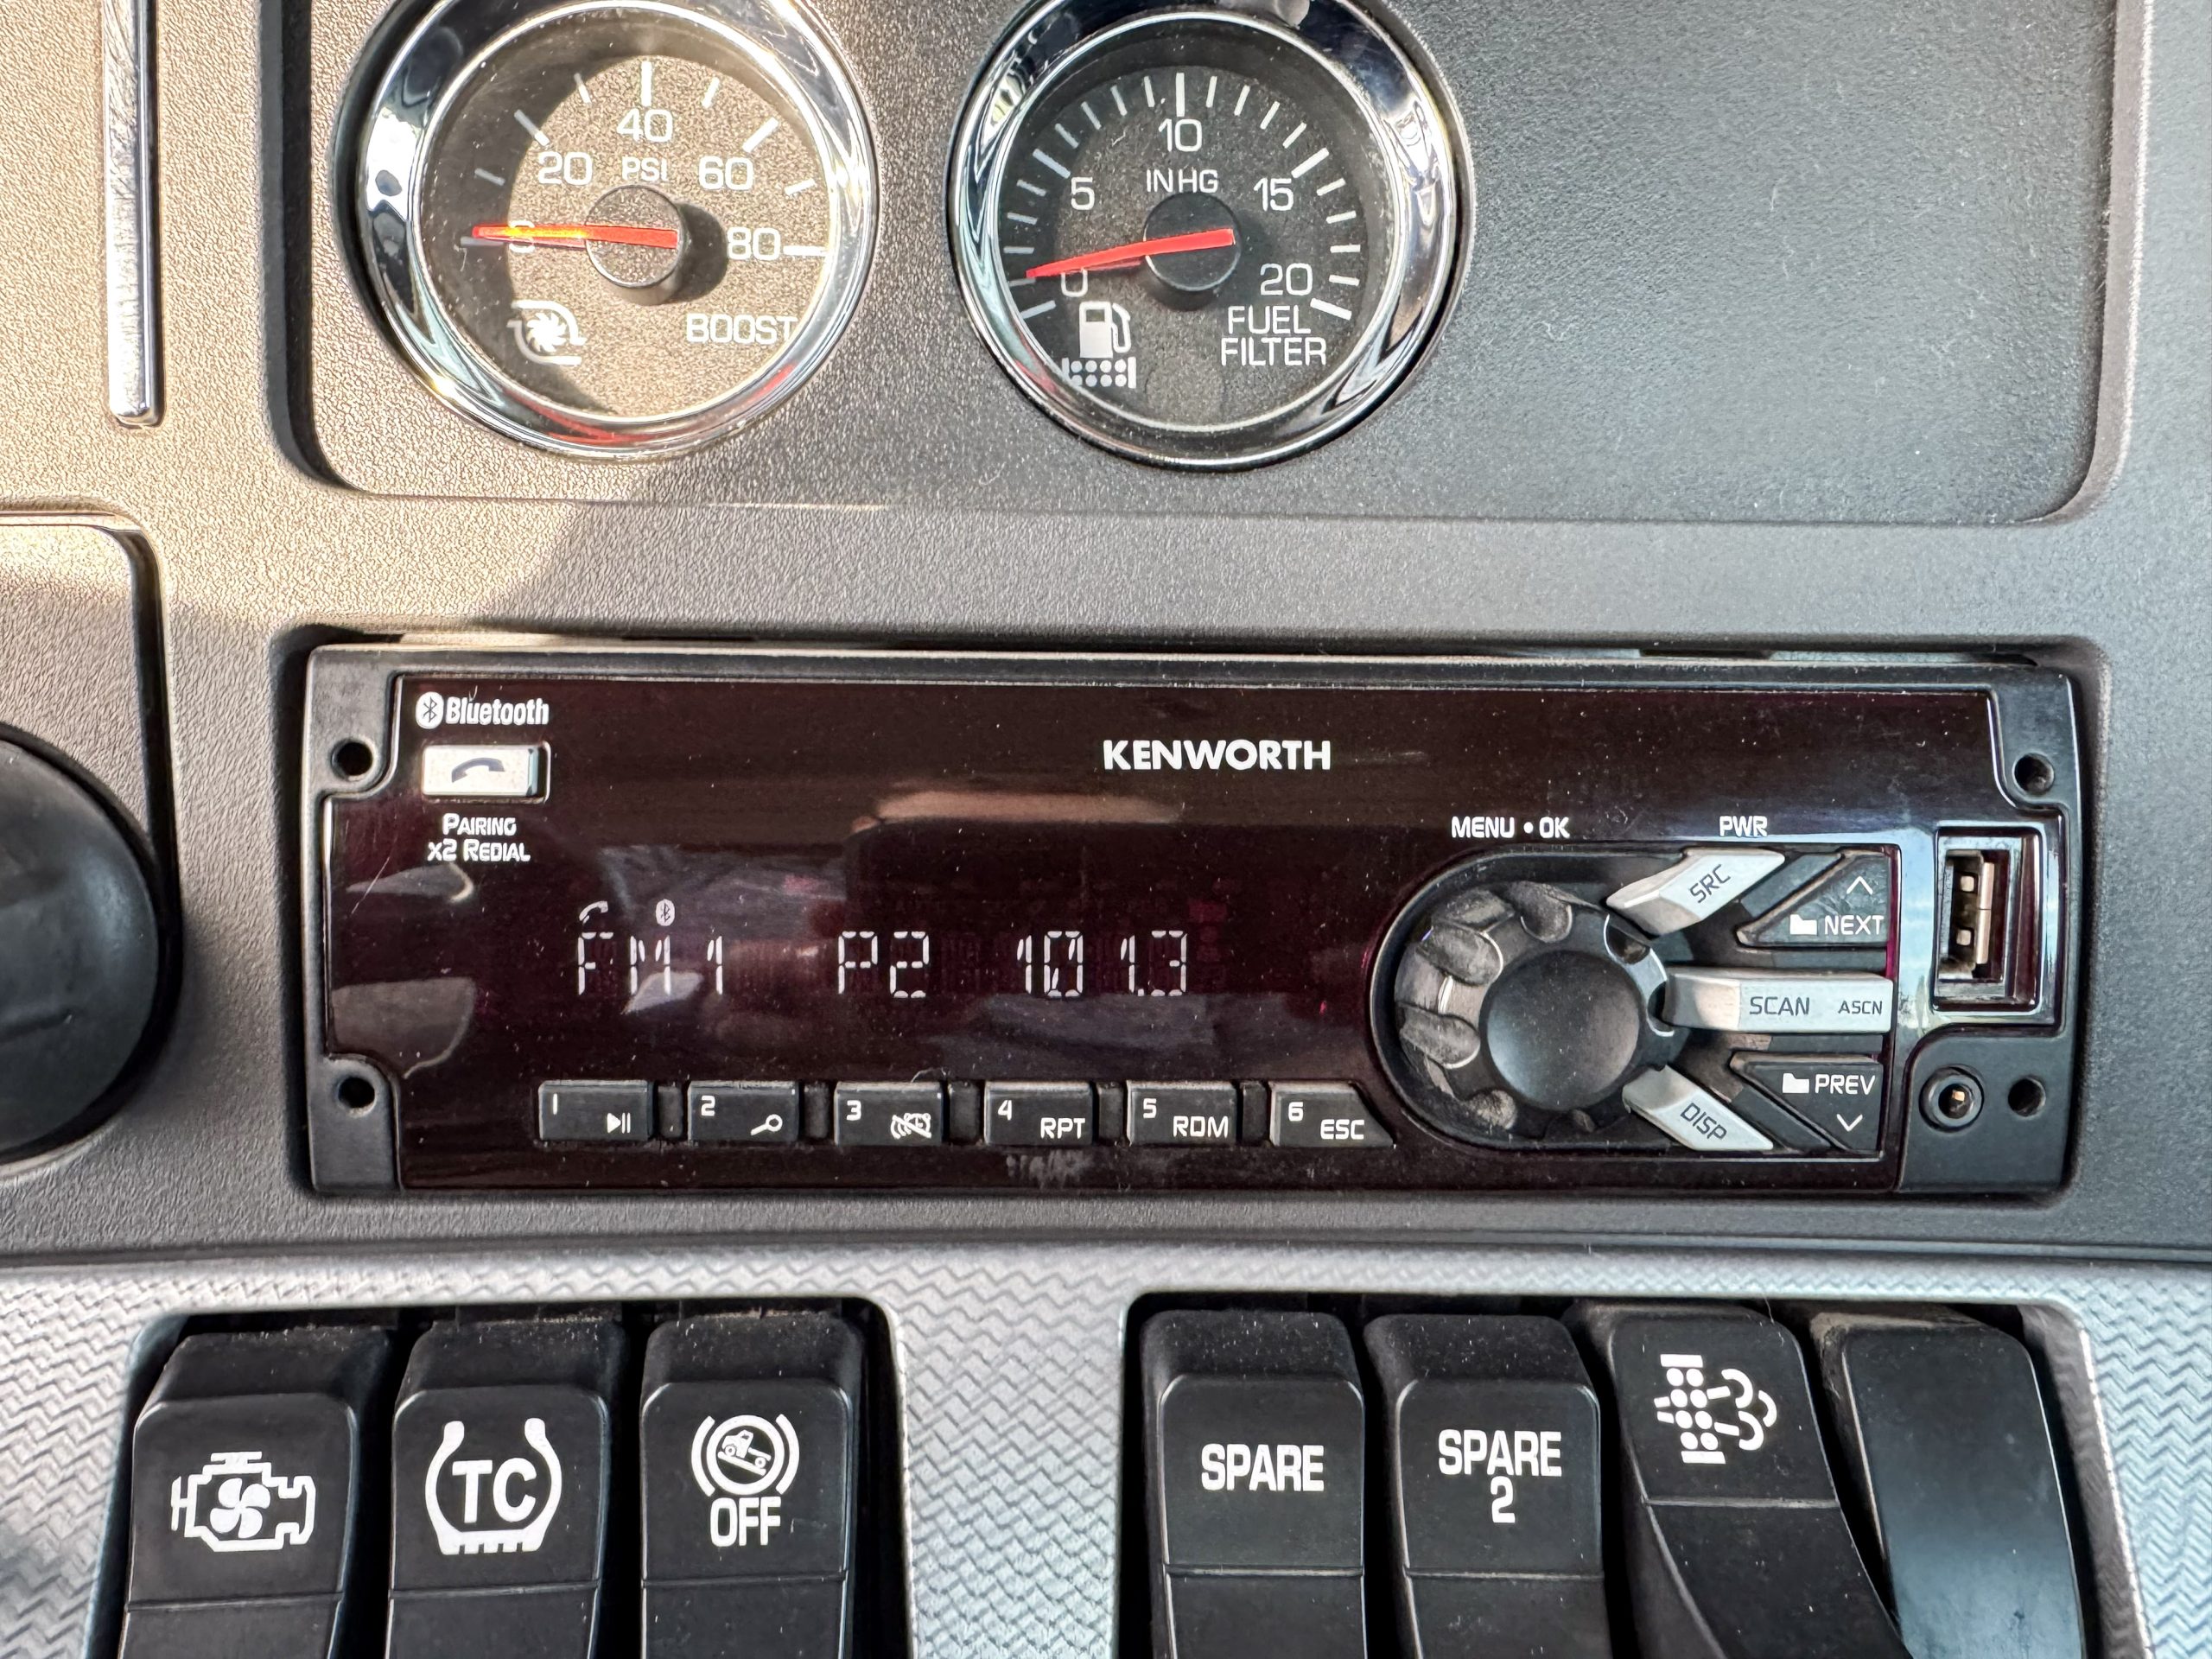 40
20 PSI 60
0 80
BOOST
10
5 INHG 15
0 20
FUEL
FILTER
Bluetooth
KENWORTH
PAIRING
x2 REDIAL
MENU • OK
PWR
SRC
NEXT
SCAN ASCN
PREV
DISP
FM1 P2 101.3
1
2
3
4 RPT
5 RDM
6 ESC
TC
OFF
SPARE
SPARE
2